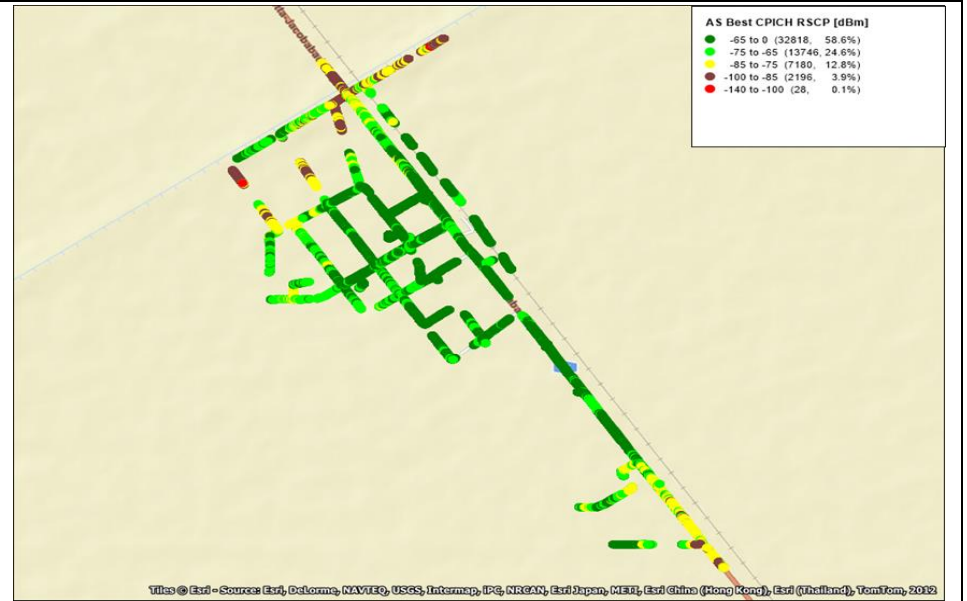 AS Best CPICH RSCP [dBm]
-65 to 0 (32818, 58.6%)
-75 to -65 (13746, 24.6%)
-85 to -75 (7180, 12.8%)
-100 to -85 (2196, 3.9%)
-140 to -100 (28, 0.1%)
Tiles © Esri - Source: Esri, DeLorme, NAVTEQ, USGS, Intermap, iPC, NRCAN, Esri Japan, METI, Esri China (Hong Kong), Esri (Thailand), TomTom, 2012